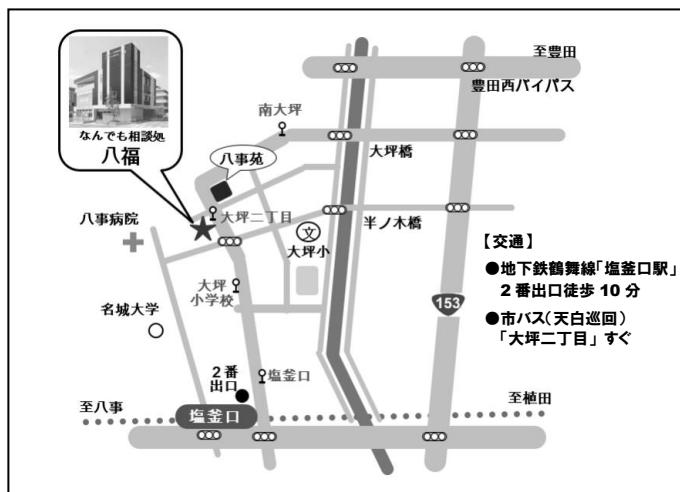 至豊田
豊田西バイパス
南大坪
なんでも相談処
八福
八事苑
大坪橋
大坪二丁目
八事病院
文
大坪小
半ノ木橋
【交通】
●地下鉄鶴舞線「塩釜口駅」
2番出口徒歩 10 分
●市バス(天白巡回)
「大坪二丁目」すぐ
大坪
小学校
153
名城大学
2番
出口
塩釜口
至八事
塩釜口
至植田